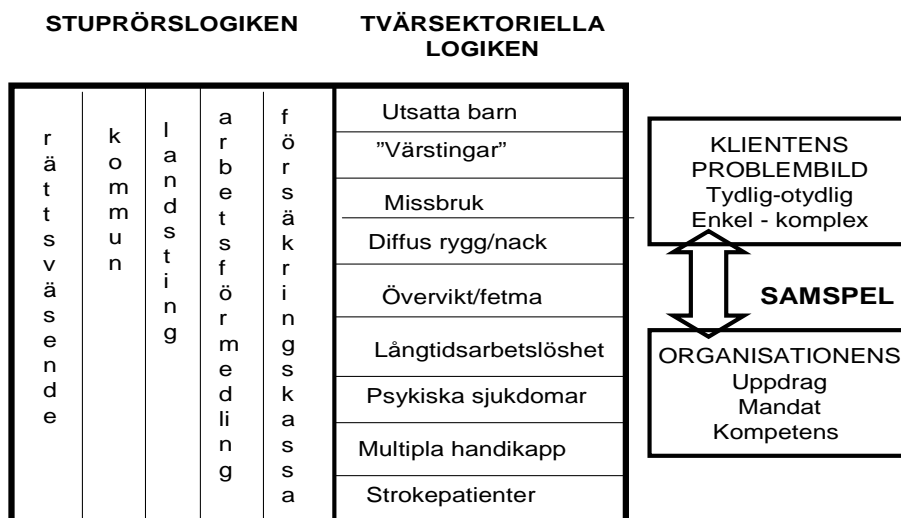 STUPRÖRSLOGIKEN
TVÄRSEKTORIELLA
LOGIKEN
rättsväsende
kommun
landsting
arbetsförmedling
försäkringskassa
Utsatta barn
”Värstingar”
Missbruk
Diffus rygg/nack
Övervikt/fetma
Långtidsarbetslöshet
Psykiska sjukdomar
Multipla handikapp
Strokepatienter
KLIENTENS
PROBLEMBILD
Tydlig-otydlig
Enkel - komplex
SAMSPEL
ORGANISATIONENS
Uppdrag
Mandat
Kompetens